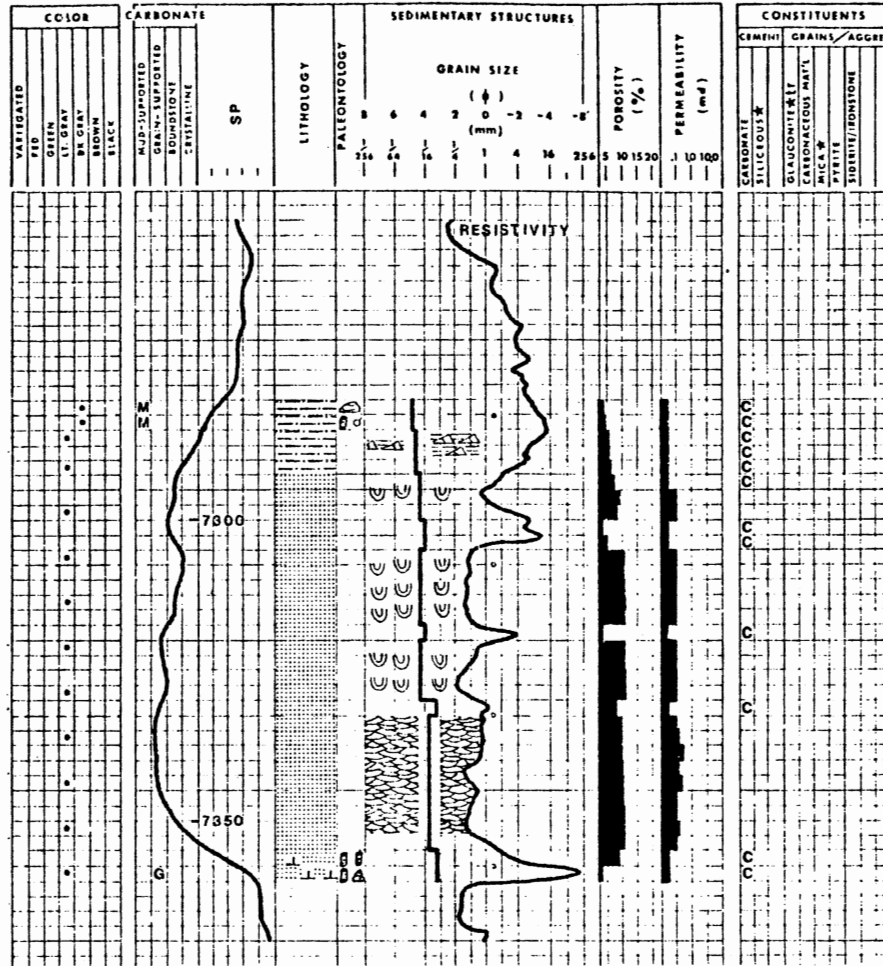 COLOR
CARBONATE
SEDIMENTARY STRUCTURES
CONSTITUENTS
CEMENT GRAINS/AGGRE
VARIEGATED
RED
GREEN
LT. GRAY
DK GRAY
BROWN
BLACK
MUD-SUPPORTED
GRAIN-SUPPORTED
BOUNDSTONE
CRYSTALLINE
SP
LITHOLOGY
PALEONTOLOGY
GRAIN SIZE
(ϕ)
8 6 4 2 0 -2 -4 -8
(mm)
1/256 1/64 1/16 1/4 1 4 16 256
POROSITY
(%)
5 10 15 20
PERMEABILITY
(md)
.1 1,0 10,0
CARBONATE
SILICEOUS★
GLAUCONITE★
CARBONACEOUS MAT'L
MICA★
PYRITE
SIDERITE/IRONSTONE
RESISTIVITY
M
M
C
C
C
C
C
C
7300
C
C
C
C
7350
C
G
C